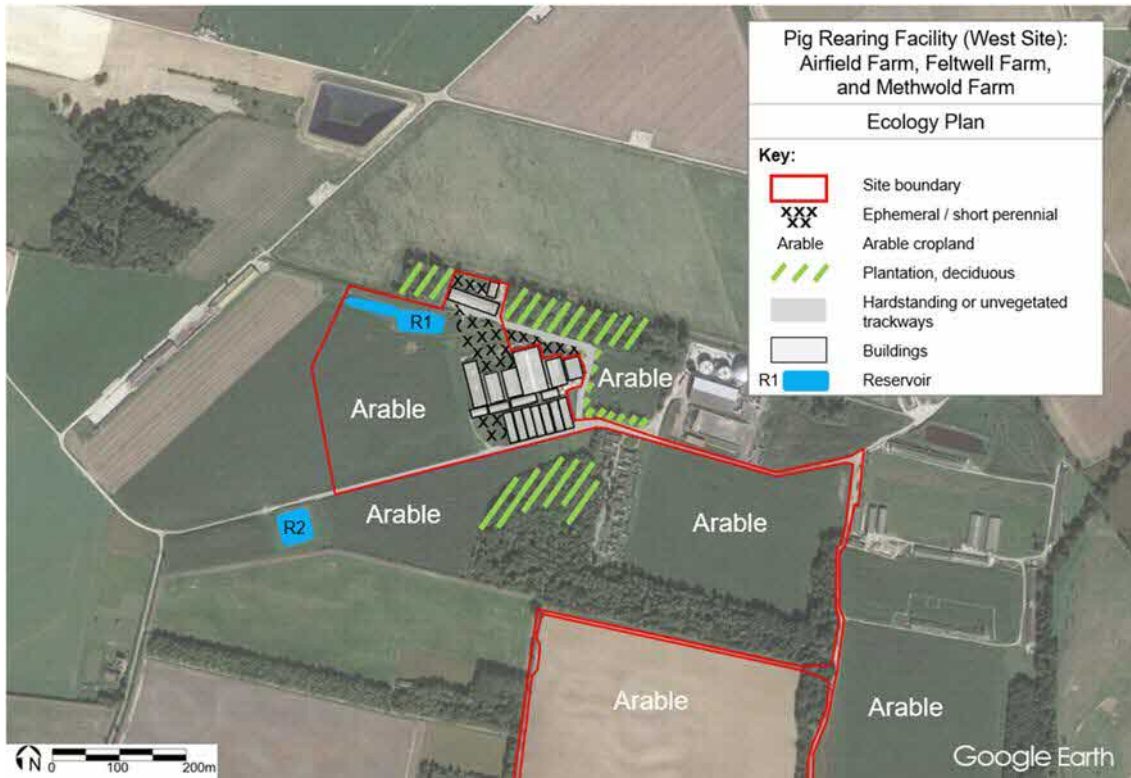 Pig Rearing Facility (West Site):
Airfield Farm, Feltwell Farm,
and Methwold Farm
Ecology Plan
Key:
Site boundary
XXX
XX
Ephemeral / short perennial
Arable
Arable cropland
Plantation, deciduous
Hardstanding or unvegetated
trackways
Buildings
R1
Reservoir
R1
Arable
Arable
Arable
R2
Arable
Arable
Arable
N
0 100 200m
Google Earth